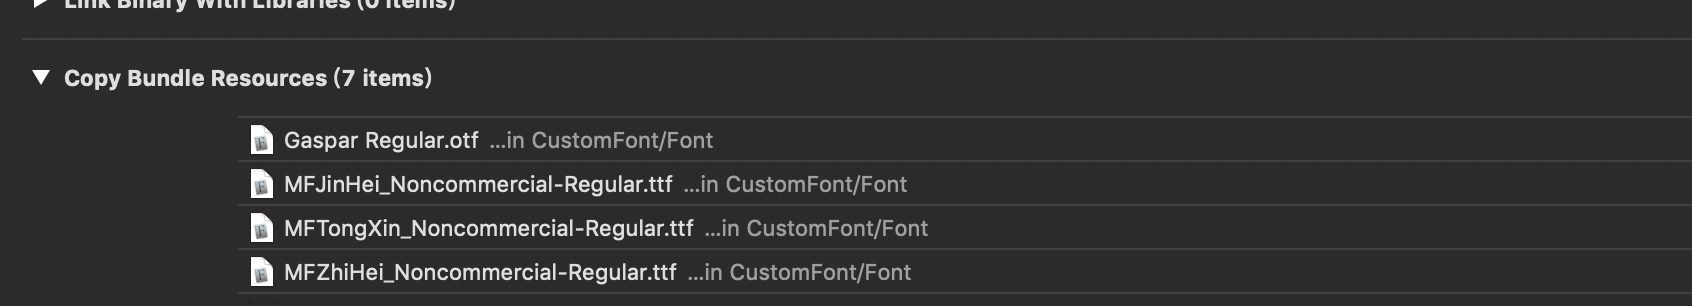 Link Binary With Libraries (0 items)
Copy Bundle Resources (7 items)
Gaspar Regular.otf ...in CustomFont/Font
MFJinHei_Noncommercial-Regular.ttf ...in CustomFont/Font
MFTongXin_Noncommercial-Regular.ttf ...in CustomFont/Font
MFZhiHei_Noncommercial-Regular.ttf ...in CustomFont/Font